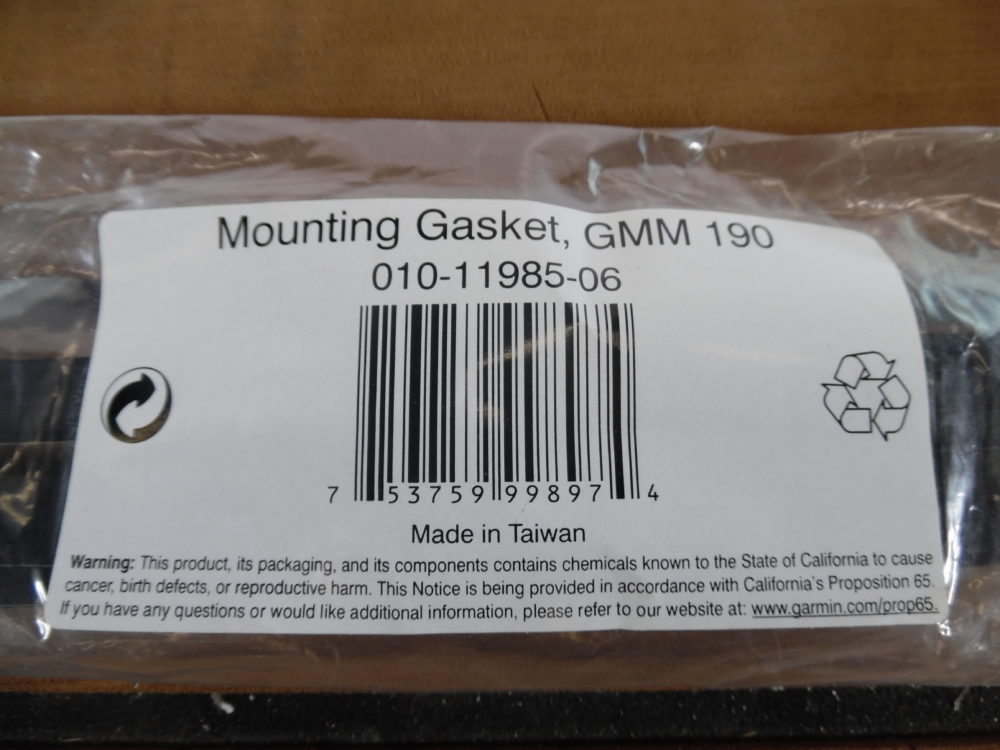 Mounting Gasket, GMM 190
010-11985-06
7 53759 99897 4
Made in Taiwan
Warning: This product, its packaging, and its components contains chemicals known to the State of California to cause
cancer, birth defects, or reproductive harm. This Notice is being provided in accordance with California`s Proposition 65.
If you have any questions or would like additional information, please refer to our website at: www.garmin.com/prop65.